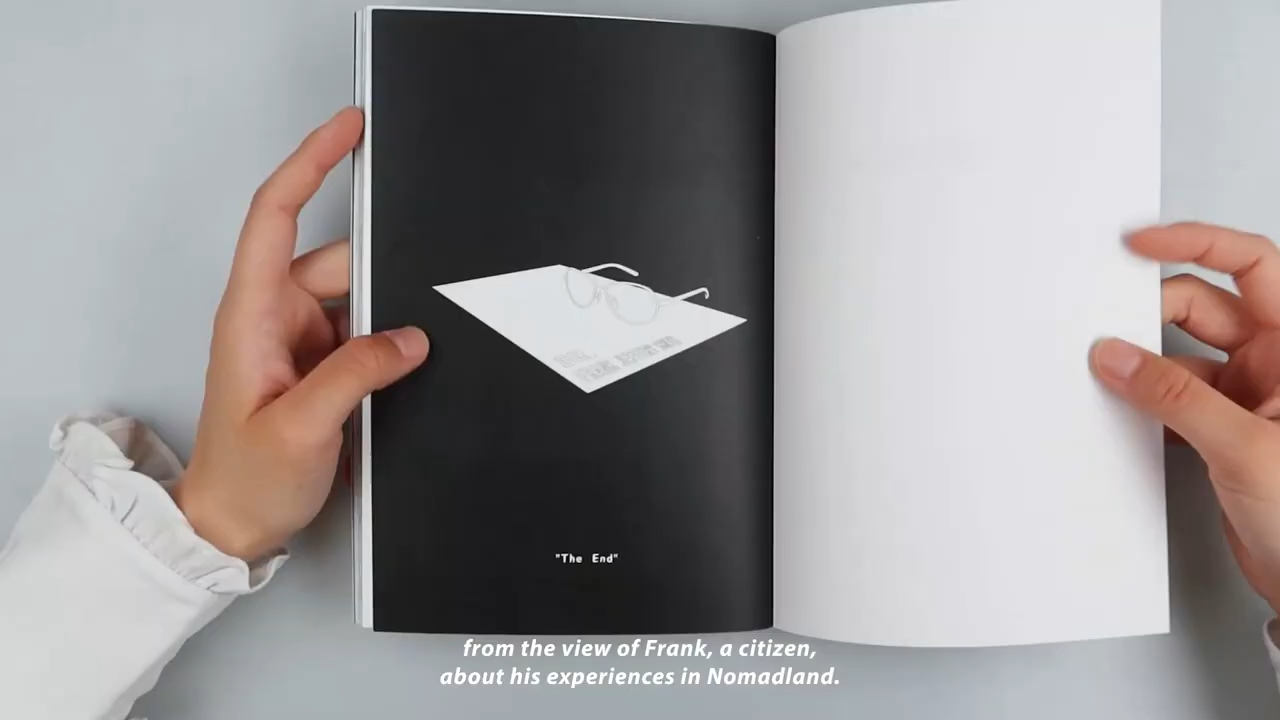 "The End"
from the view of Frank, a citizen,
about his experiences in Nomadland.